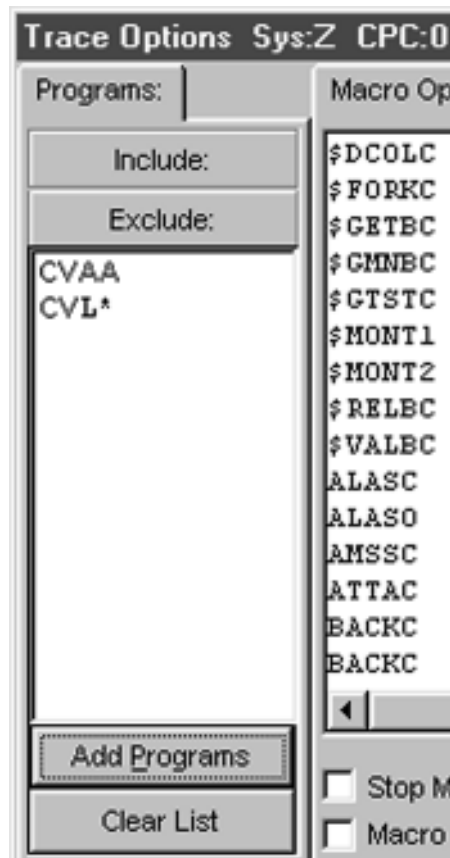 Trace Options Sys:Z CPC:0
Programs:
Include:
Exclude:
CVAA
CVL*
Add Programs
Clear List
Macro Op
$DCOLC
$FORKC
$GETBC
$GMNBC
$GTSTC
$MONT1
$MONT2
$RELBC
$VALBC
ALASC
ALASO
AMSSC
ATTAC
BACKC
BACKC
Stop M
Macro